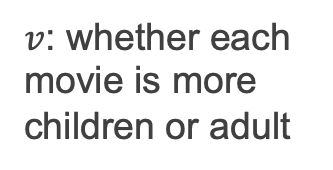 𝑣: whether each
movie is more
children or adult